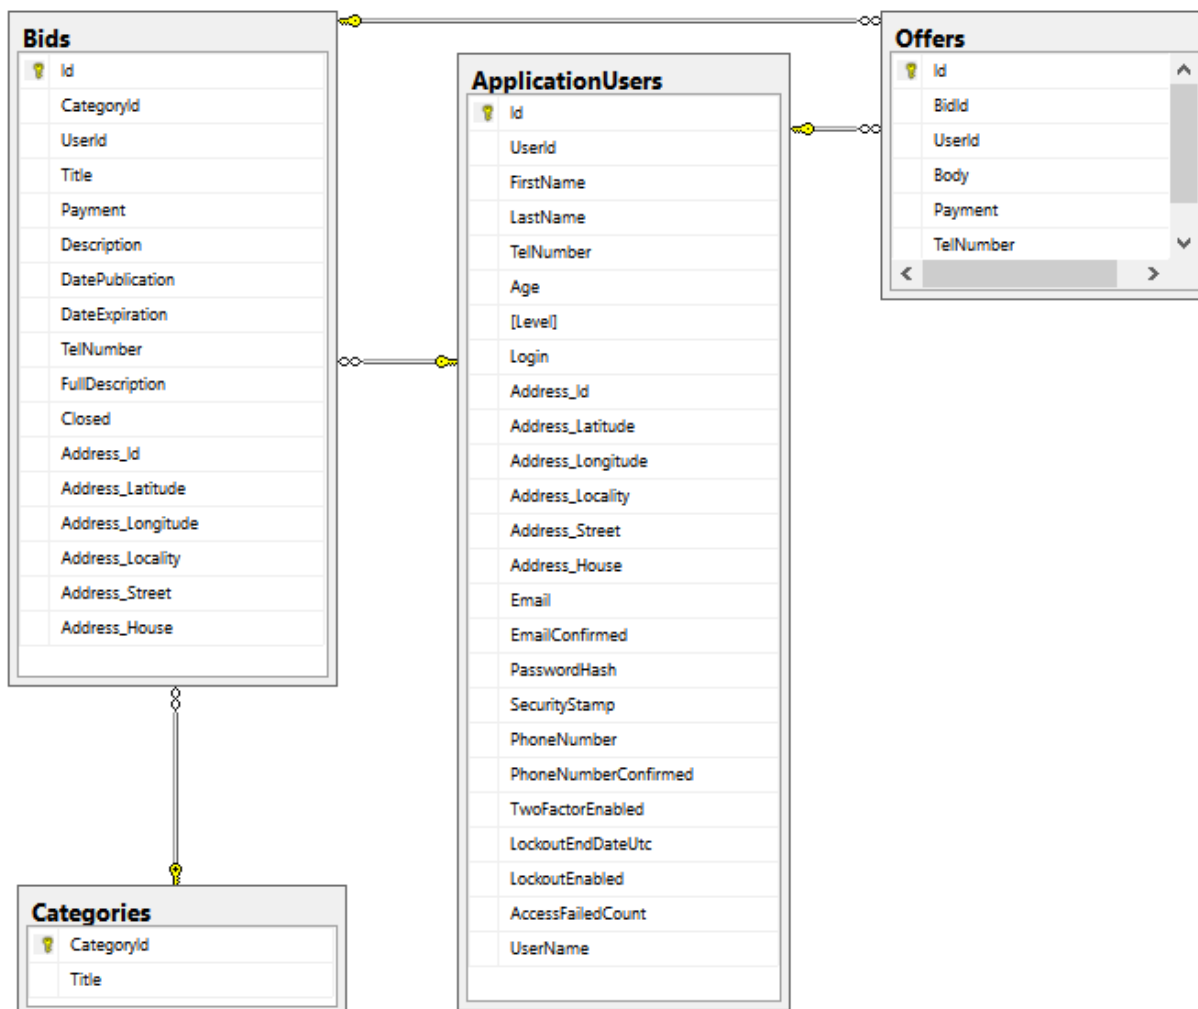 Bids
Id
CategoryId
UserId
Title
Payment
Description
DatePublication
DateExpiration
TelNumber
FullDescription
Closed
Address_Id
Address_Latitude
Address_Longitude
Address_Locality
Address_Street
Address_House
ApplicationUsers
Id
UserId
FirstName
LastName
TelNumber
Age
[Level]
Login
Address_Id
Address_Latitude
Address_Longitude
Address_Locality
Address_Street
Address_House
Email
EmailConfirmed
PasswordHash
SecurityStamp
PhoneNumber
PhoneNumberConfirmed
TwoFactorEnabled
LockoutEndDateUtc
LockoutEnabled
AccessFailedCount
UserName
Offers
Id
BidId
UserId
Body
Payment
TelNumber
Categories
CategoryId
Title